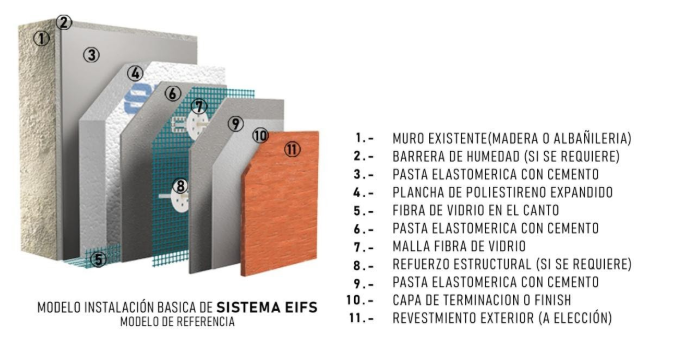 1
2
3
4
6
7
9
10
11
8
5
MODELO INSTALACIÓN BASICA DE SISTEMA EIFS
MODELO DE REFERENCIA
1.- MURO EXISTENTE(MADERA O ALBAÑILERIA)
2.- BARRERA DE HUMEDAD (SI SE REQUIERE)
3.- PASTA ELASTOMERICA CON CEMENTO
4.- PLANCHA DE POLIESTIRENO EXPANDIDO
5.- FIBRA DE VIDRIO EN EL CANTO
6.- PASTA ELASTOMERICA CON CEMENTO
7.- MALLA FIBRA DE VIDRIO
8.- REFUERZO ESTRUCTURAL (SI SE REQUIERE)
9.- PASTA ELASTOMERICA CON CEMENTO
10.- CAPA DE TERMINACION O FINISH
11.- REVESTMIENTO EXTERIOR (A ELECCIÓN)